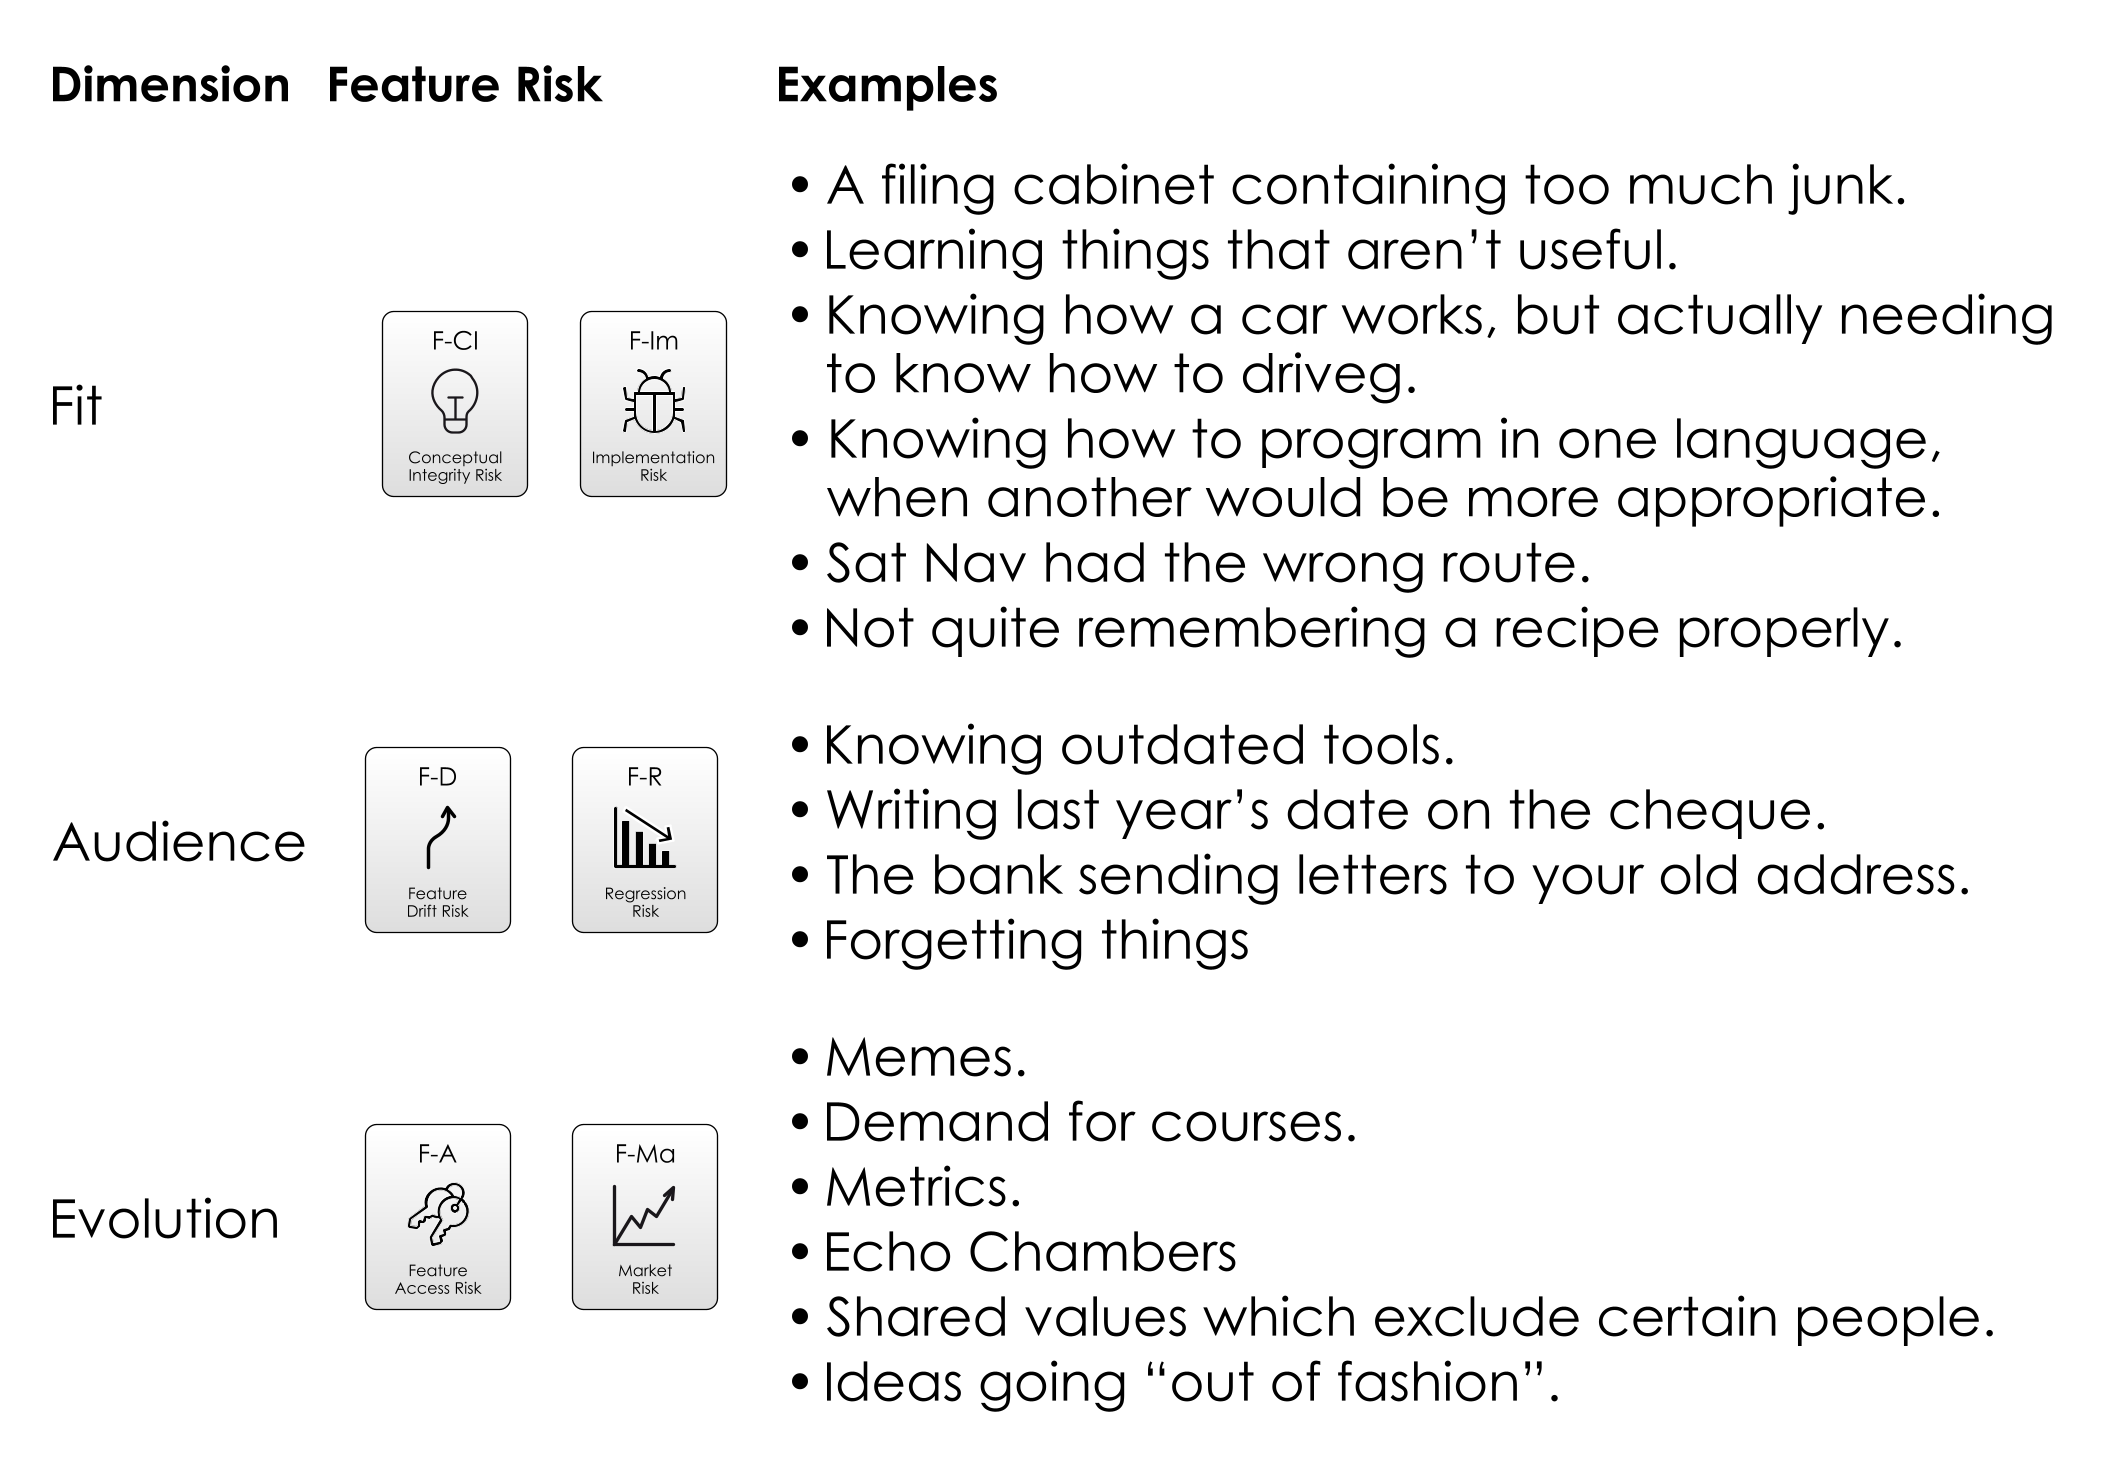 Dimension Feature Risk Examples
Fit
F-CI
Conceptual
Integrity Risk
F-Im
Implementation
Risk
• A filing cabinet containing too much junk.
• Learning things that aren’t useful.
• Knowing how a car works, but actually needing
to know how to driveg.
• Knowing how to program in one language,
when another would be more appropriate.
• Sat Nav had the wrong route.
• Not quite remembering a recipe properly.
Audience
F-D
Feature
Drift Risk
F-R
Regression
Risk
• Knowing outdated tools.
• Writing last year’s date on the cheque.
• The bank sending letters to your old address.
• Forgetting things
Evolution
F-A
Feature
Access Risk
F-Ma
Market
Risk
• Memes.
• Demand for courses.
• Metrics.
• Echo Chambers
• Shared values which exclude certain people.
• Ideas going “out of fashion”.